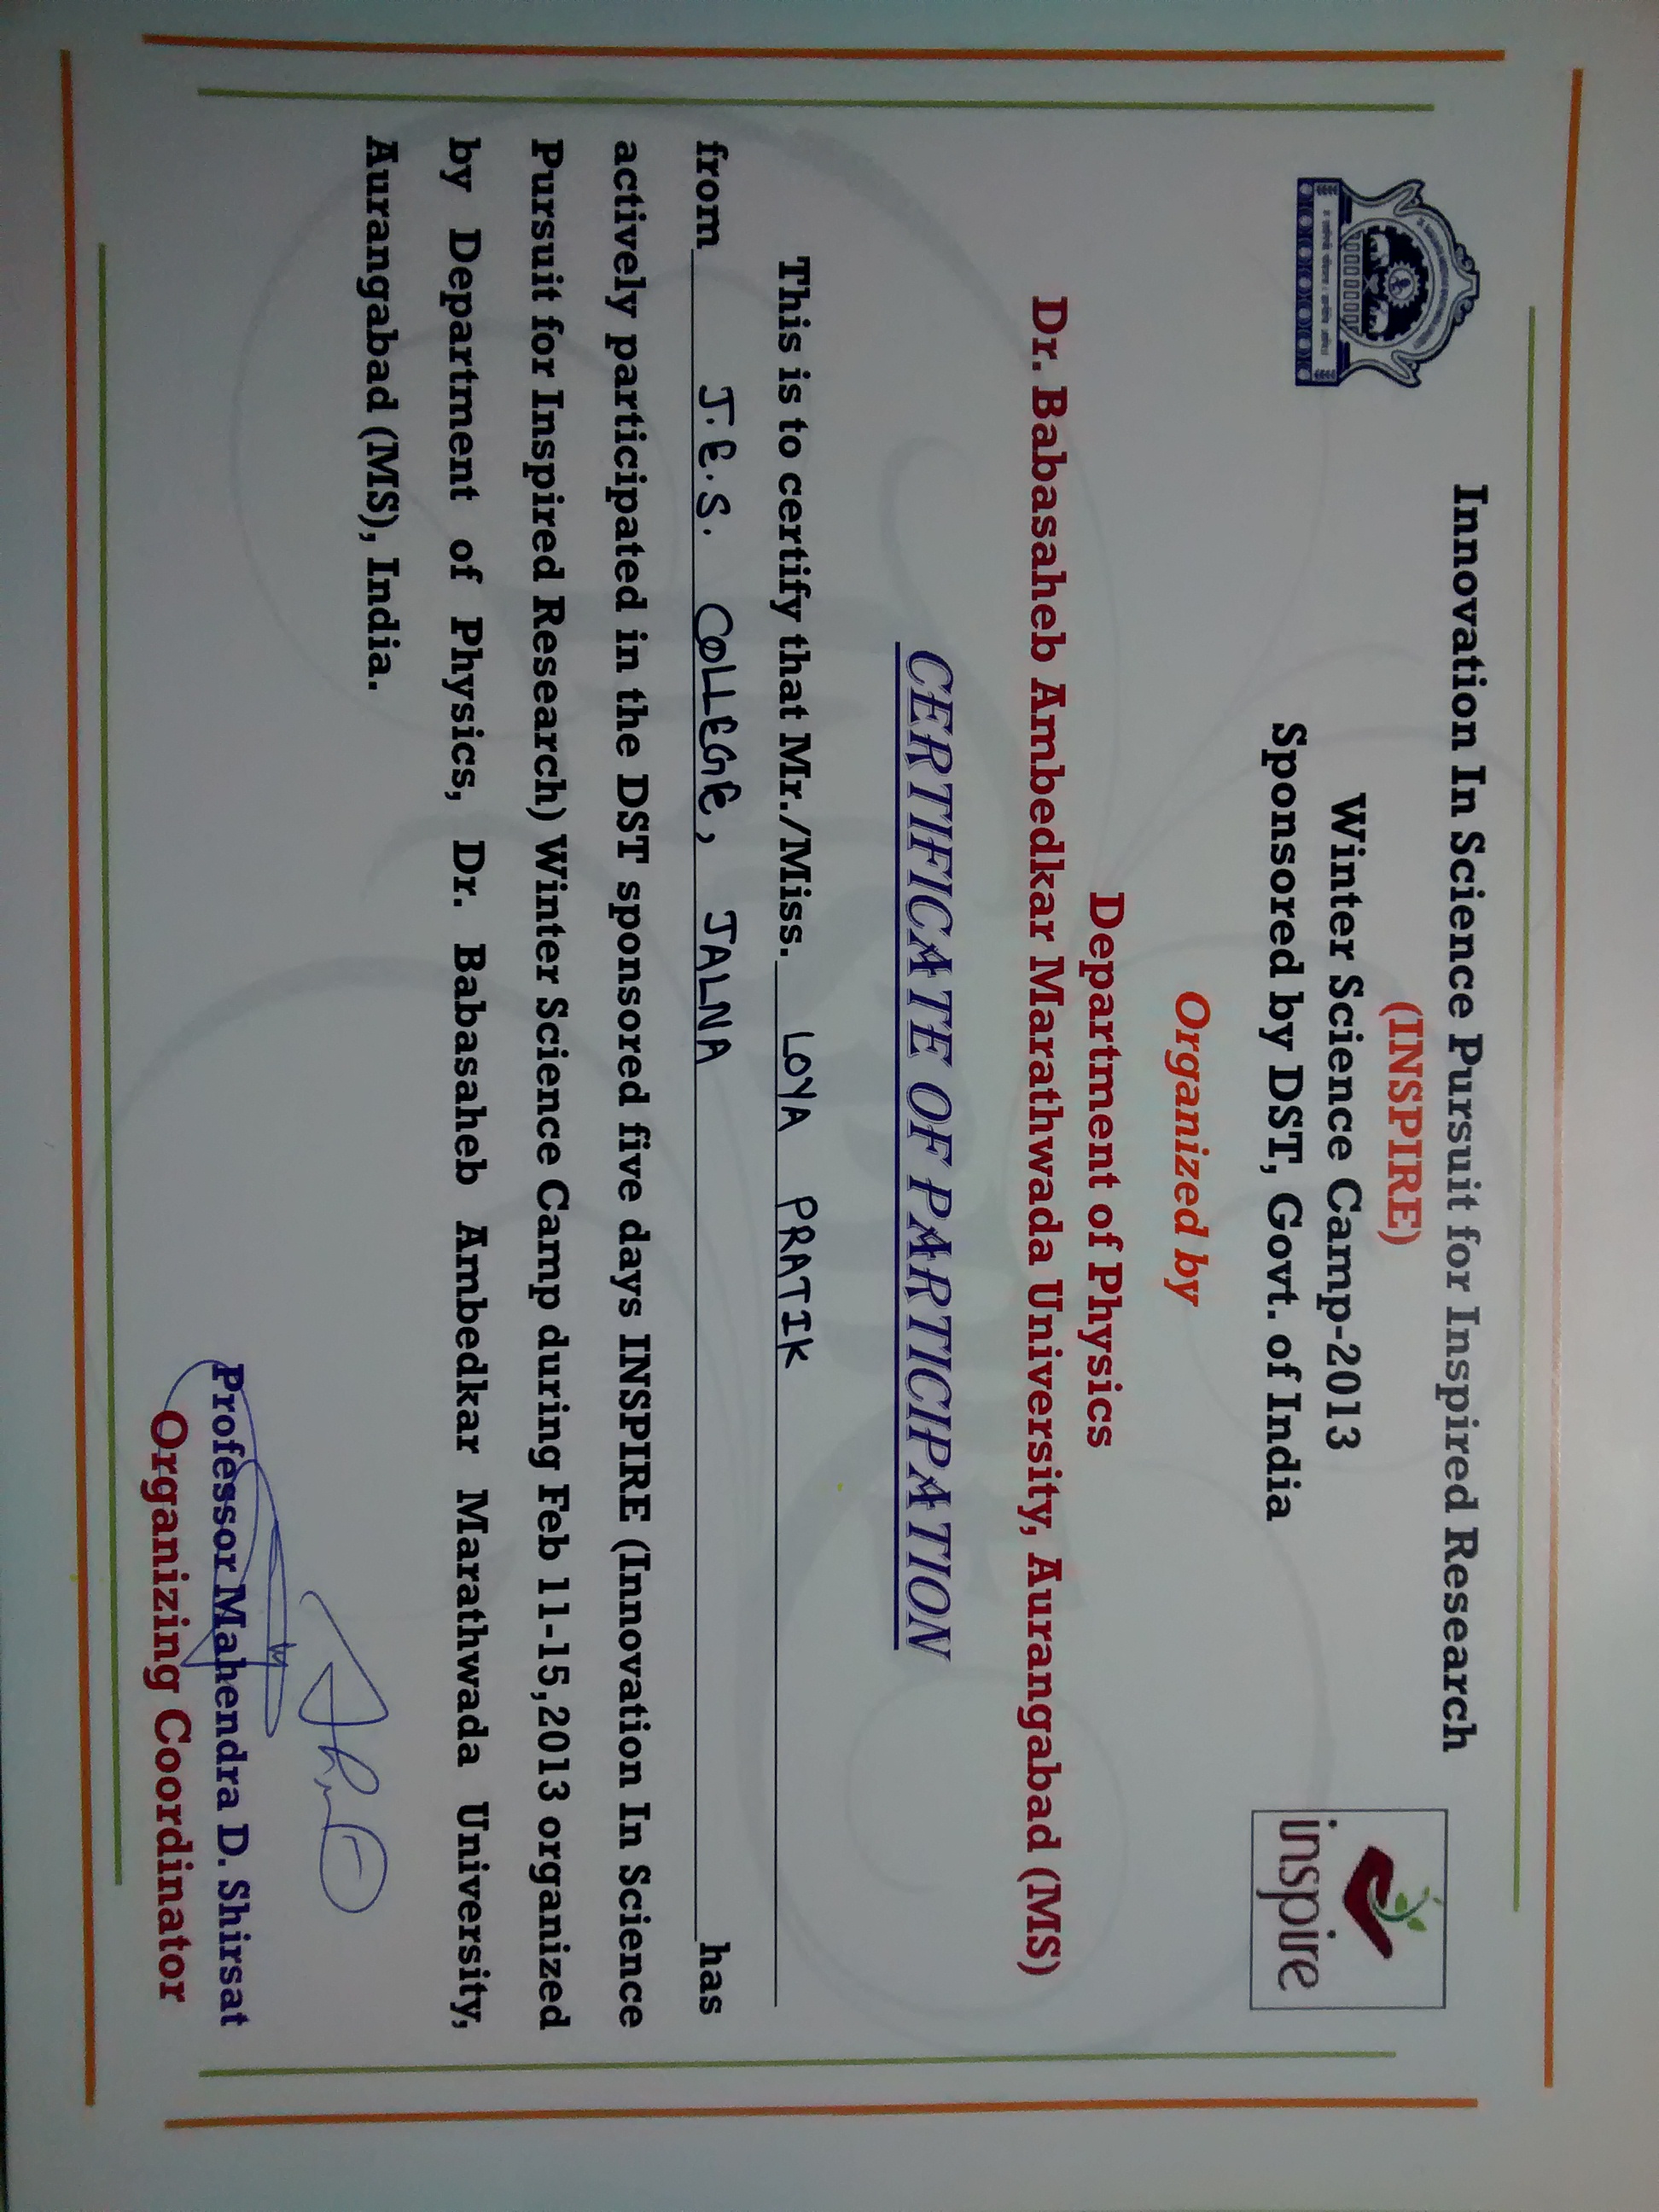 Innovation In Science Pursuit for Inspired Research
(INSPIRE)
Winter Science Camp-2013
Sponsored by DST, Govt. of India
inspire
Organized by
Department of Physics
Dr. Babasaheb Ambedkar Marathwada University, Aurangabad (MS)
CERTIFICATE OF PARTICIPATION
This is to certify that Mr./Miss. LOYA PRATIK
from J.E.S. COLLEGE, JALNA has
actively participated in the DST sponsored five days INSPIRE (Innovation In Science
Pursuit for Inspired Research) Winter Science Camp during Feb 11-15,2013 organized
by Department of Physics, Dr. Babasaheb Ambedkar Marathwada University,
Aurangabad (MS), India.
Professor Mahendra D. Shirsat
Organizing Coordinator
INSPIRE